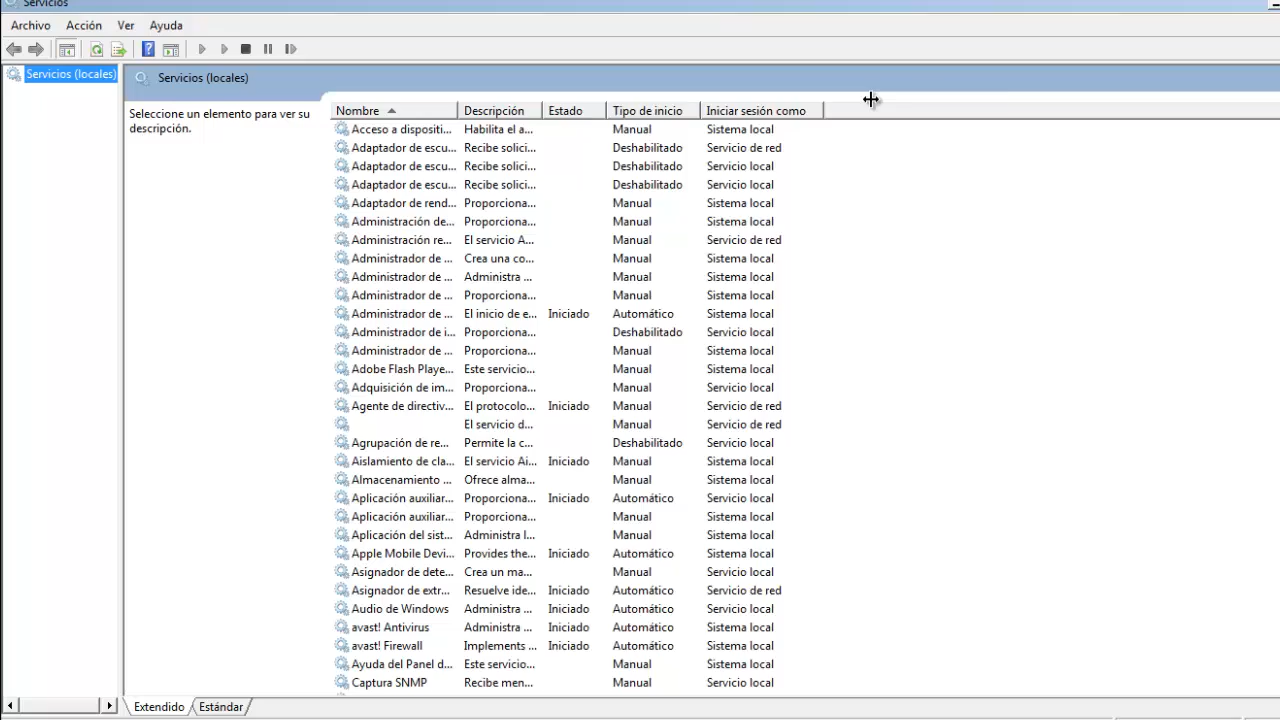 Servicios
Archivo Acción Ver Ayuda
Servicios (locales)
Servicios (locales)
Seleccione un elemento para ver su
descripción.
Nombre Descripción Estado Tipo de inicio Iniciar sesión como
Acceso a dispositi... Habilita el a... Manual Sistema local
Adaptador de escu... Recibe solici... Deshabilitado Servicio de red
Adaptador de escu... Recibe solici... Deshabilitado Servicio local
Adaptador de escu... Recibe solici... Deshabilitado Servicio local
Adaptador de rend... Proporciona... Manual Sistema local
Administración de... Proporciona... Manual Sistema local
Administración re... El servicio A... Manual Servicio de red
Administrador de ... Crea una co... Manual Sistema local
Administrador de ... Administra ... Manual Sistema local
Administrador de ... Proporciona... Manual Sistema local
Administrador de ... El inicio de e... Iniciado Automático Sistema local
Administrador de i... Proporciona... Deshabilitado Servicio local
Administrador de ... Proporciona... Manual Sistema local
Adobe Flash Playe... Este servicio... Manual Sistema local
Adquisición de im... Proporciona... Manual Servicio local
Agente de directiv... El protocolo... Iniciado Manual Servicio de red
El servicio d... Manual Servicio de red
Agrupación de re... Permite la c... Deshabilitado Servicio local
Aislamiento de cla... El servicio Ai... Iniciado Manual Sistema local
Almacenamiento ... Ofrece alma... Manual Sistema local
Aplicación auxiliar... Proporciona... Iniciado Automático Servicio local
Aplicación auxiliar... Proporciona... Manual Sistema local
Aplicación del sist... Administra l... Manual Sistema local
Apple Mobile Devi... Provides the... Iniciado Automático Sistema local
Asignador de dete... Crea un ma... Manual Servicio local
Asignador de extr... Resuelve ide... Iniciado Automático Servicio de red
Audio de Windows Administra ... Iniciado Automático Servicio local
avast! Antivirus Administra ... Iniciado Automático Sistema local
avast! Firewall Implements ... Iniciado Automático Sistema local
Ayuda del Panel d... Este servicio... Manual Sistema local
Captura SNMP Recibe men... Manual Servicio local
Extendido Estándar